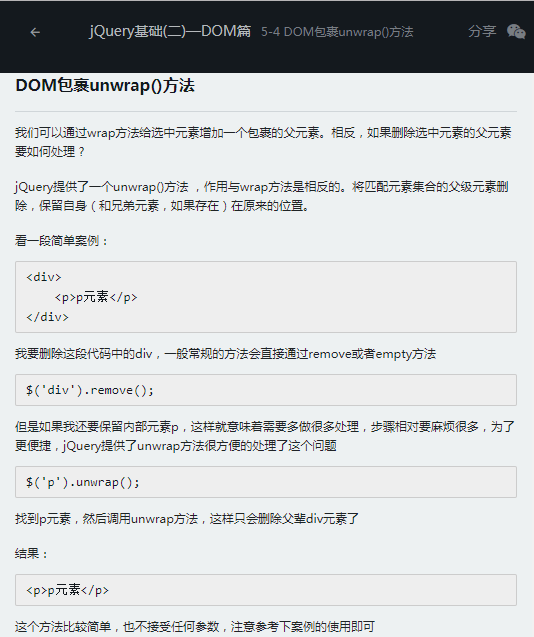 ← jQuery基础(二)—DOM篇 5-4 DOM包裹unwrap()方法 分享
DOM包裹unwrap()方法
我们可以通过wrap方法给选中元素增加一个包裹的父元素。相反，如果删除选中元素的父元素
要如何处理？
jQuery提供了一个unwrap()方法 ，作用与wrap方法是相反的。将匹配元素集合的父级元素删
除，保留自身（和兄弟元素，如果存在）在原来的位置。
看一段简单案例：
<div>
    <p>p元素</p>
</div>
我要删除这段代码中的div，一般常规的方法会直接通过remove或者empty方法
$('div').remove();
但是如果我还要保留内部元素p，这样就意味着需要多做很多处理，步骤相对要麻烦很多，为了
更便捷，jQuery提供了unwrap方法很方便的处理了这个问题
$('p').unwrap();
找到p元素，然后调用unwrap方法，这样只会删除父辈div元素了
结果：
<p>p元素</p>
这个方法比较简单，也不接受任何参数，注意参考下案例的使用即可